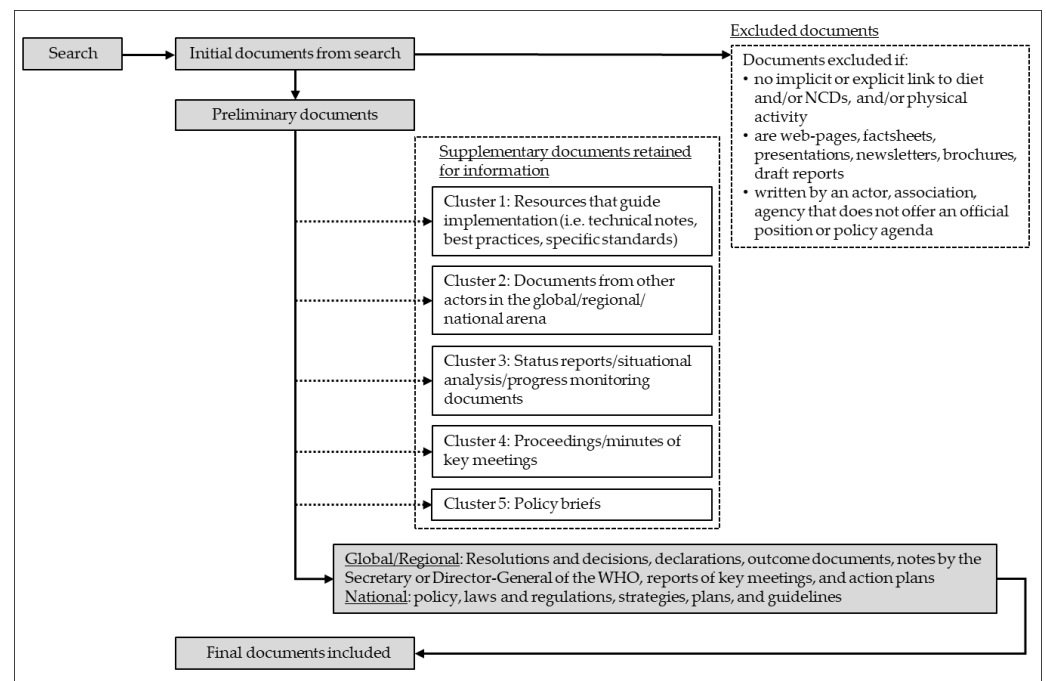 Search
Initial documents from search
Excluded documents
Documents excluded if:
• no implicit or explicit link to diet
and/or NCDs, and/or physical
activity
• are web-pages, factsheets,
presentations, newsletters, brochures,
draft reports
• written by an actor, association,
agency that does not offer an official
position or policy agenda
Preliminary documents
Supplementary documents retained
for information
Cluster 1: Resources that guide
implementation (i.e. technical notes,
best practices, specific standards)
Cluster 2: Documents from other
actors in the global/regional/
national arena
Cluster 3: Status reports/situational
analysis/progress monitoring
documents
Cluster 4: Proceedings/minutes of
key meetings
Cluster 5: Policy briefs
Global/Regional: Resolutions and decisions, declarations, outcome documents, notes by the
Secretary or Director-General of the WHO, reports of key meetings, and action plans
National: policy, laws and regulations, strategies, plans, and guidelines
Final documents included